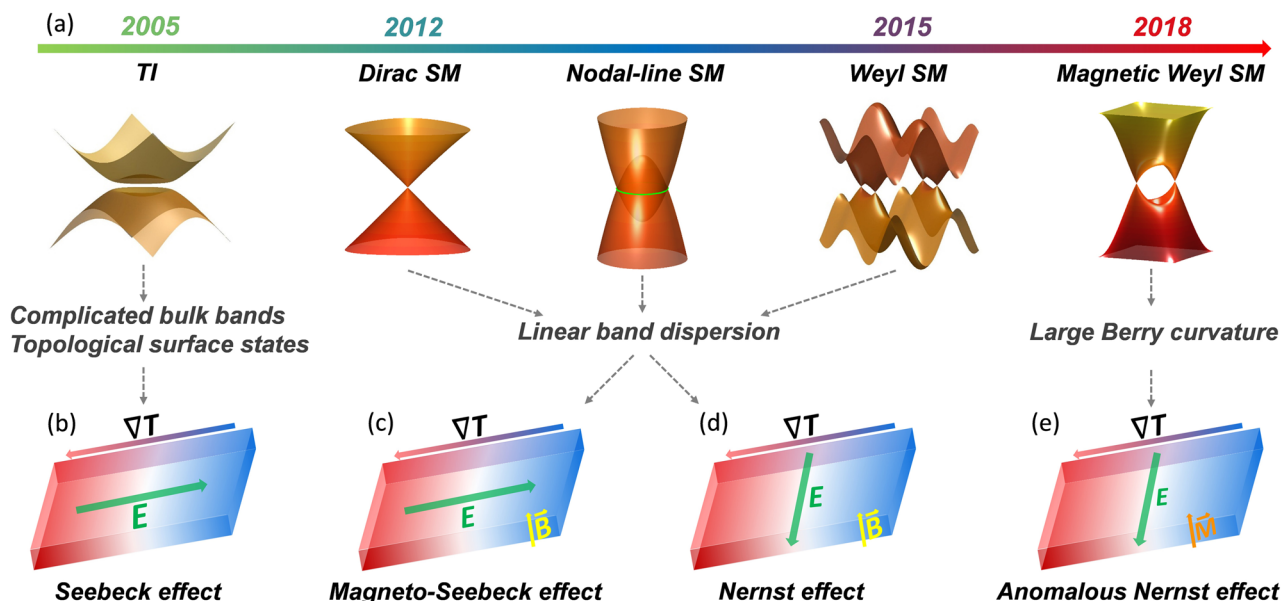 (a)
2005
2012
2015
2018
TI
Dirac SM
Nodal-line SM
Weyl SM
Magnetic Weyl SM
Complicated bulk bands
Topological surface states
Linear band dispersion
Large Berry curvature
(b)
∇T
E
Seebeck effect
(c)
∇T
E
B⃗
Magneto-Seebeck effect
(d)
∇T
E
B⃗
Nernst effect
(e)
∇T
E
M⃗
Anomalous Nernst effect